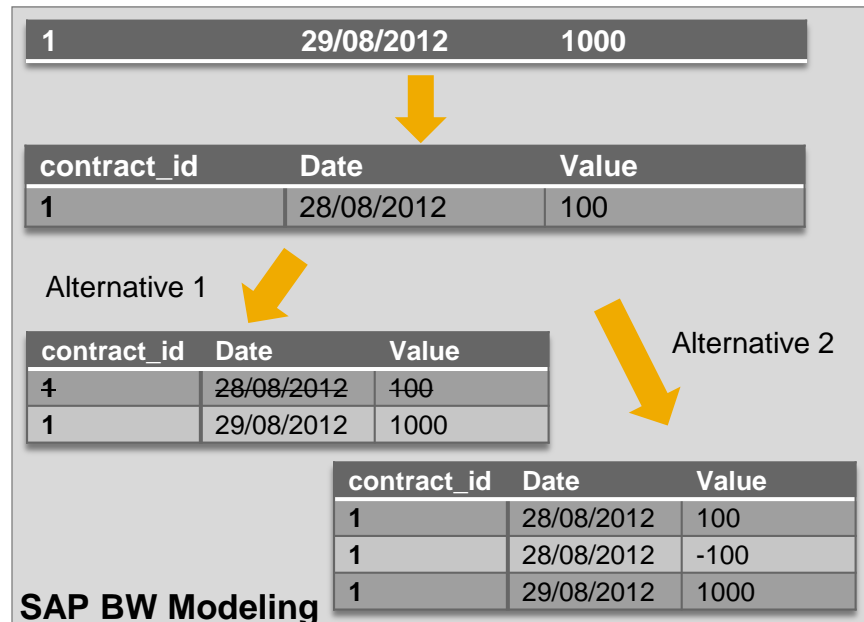 1 29/08/2012 1000
contract_id Date Value
1 28/08/2012 100
Alternative 1
contract_id Date Value
1 28/08/2012 100
1 29/08/2012 1000
Alternative 2
contract_id Date Value
1 28/08/2012 100
1 28/08/2012 -100
1 29/08/2012 1000
SAP BW Modeling